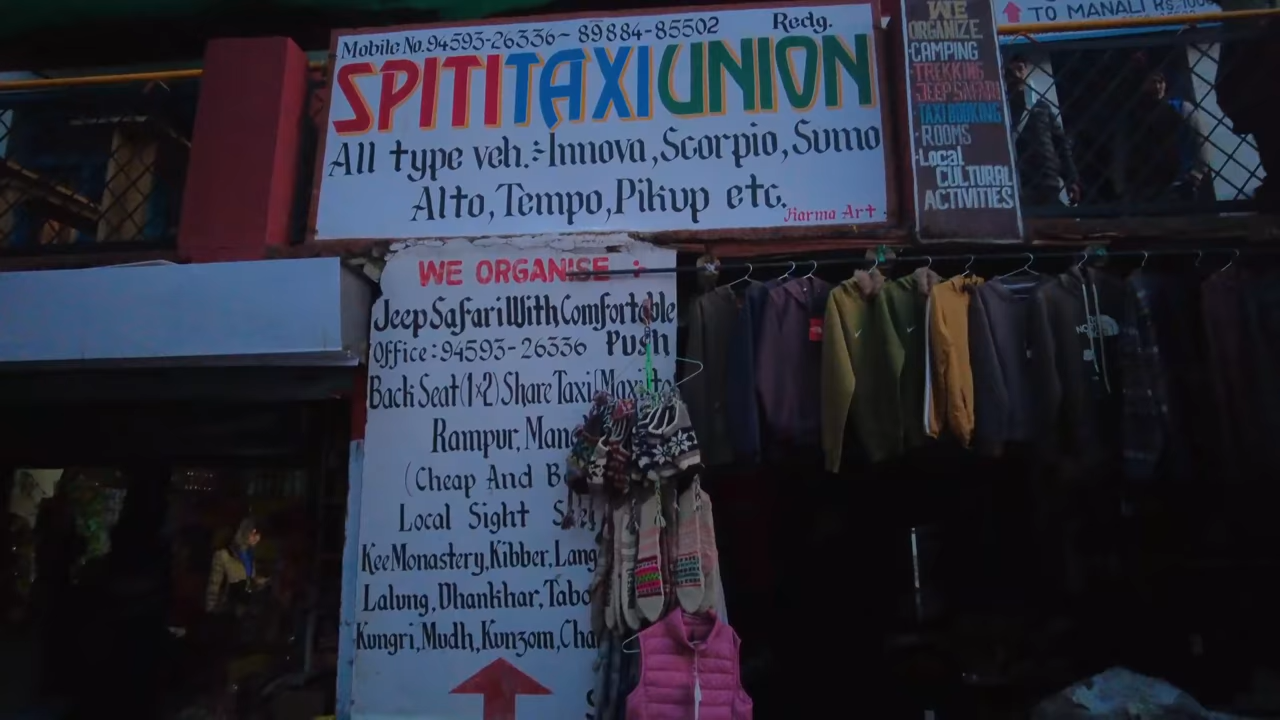 Mobile No. 94593-26336~ 89884-85502 Redg.
SPITI TAXI UNION
All type veh.:-Innova, Scorpio, Sumo
Alto, Tempo, Pikup etc.
Harma Art.
WE
ORGANIZE.
·CAMPING
TREKKING
JEEP SAFARI
TAXI BOOKING
·ROOMS
·Local
CULTURAL
ACTIVITIES
TO MANALI RS.
WE ORGANISE :-
Jeep Safari With Comfortable
Office : 94593-26336 Push
Back Seat (1x2) Share Taxi
Rampur,
(Cheap And
Local Sight
Kee Monastery, Kibber,
Lalung, Dhankhar,
Kungri, Mudh, Kunzom,